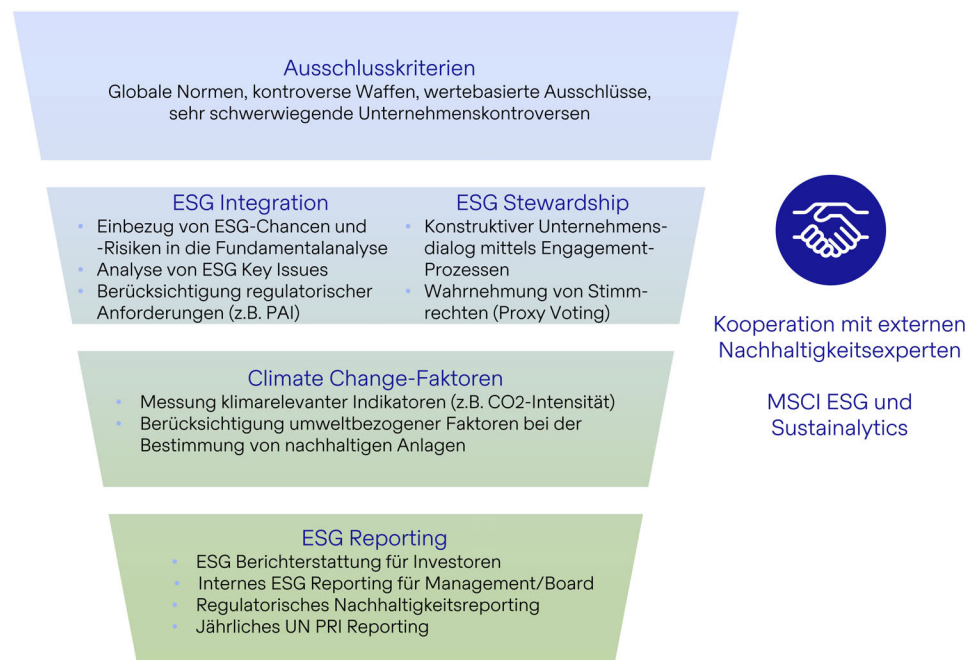 Ausschlusskriterien
Globale Normen, kontroverse Waffen, wertebasierte Ausschlüsse,
sehr schwerwiegende Unternehmenskontroversen
ESG Integration
• Einbezug von ESG-Chancen und
-Risiken in die Fundamentalanalyse
• Analyse von ESG Key Issues
• Berücksichtigung regulatorischer
Anforderungen (z.B. PAI)
ESG Stewardship
• Konstruktiver Unternehmens-
dialog mittels Engagement-
Prozessen
• Wahrnehmung von Stimm-
rechten (Proxy Voting)
Climate Change-Faktoren
• Messung klimarelevanter Indikatoren (z.B. CO2-Intensität)
• Berücksichtigung umweltbezogener Faktoren bei der
Bestimmung von nachhaltigen Anlagen
ESG Reporting
• ESG Berichterstattung für Investoren
• Internes ESG Reporting für Management/Board
• Regulatorisches Nachhaltigkeitsreporting
• Jährliches UN PRI Reporting
Kooperation mit externen
Nachhaltigkeitsexperten
MSCI ESG und
Sustainalytics